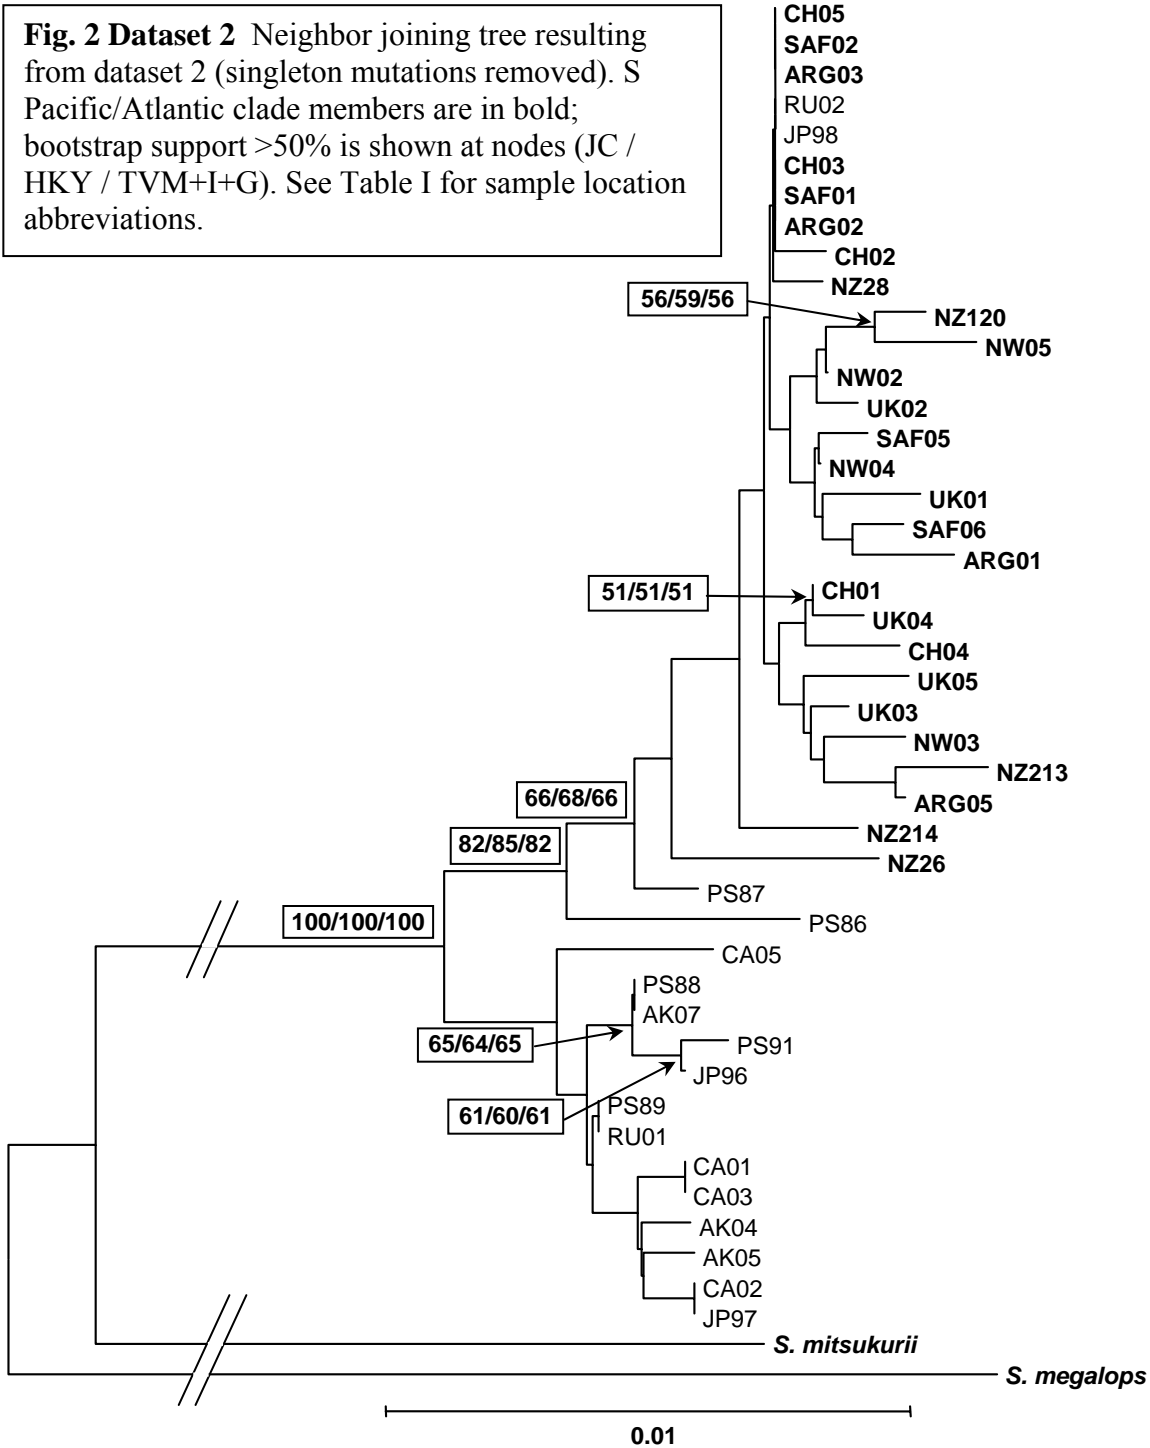 Fig. 2 Dataset 2 Neighbor joining tree resulting
from dataset 2 (singleton mutations removed). S
Pacific/Atlantic clade members are in bold;
bootstrap support >50% is shown at nodes (JC /
HKY / TVM+I+G). See Table I for sample location
abbreviations.
CH05
SAF02
ARG03
RU02
JP98
CH03
SAF01
ARG02
CH02
NZ28
56/59/56
NZ120
NW05
NW02
UK02
SAF05
NW04
UK01
SAF06
ARG01
51/51/51
CH01
UK04
CH04
UK05
UK03
NW03
NZ213
ARG05
66/68/66
NZ214
82/85/82
NZ26
PS87
100/100/100
PS86
CA05
PS88
AK07
65/64/65
PS91
JP96
61/60/61
PS89
RU01
CA01
CA03
AK04
AK05
CA02
JP97
S. mitsukurii
S. megalops
0.01